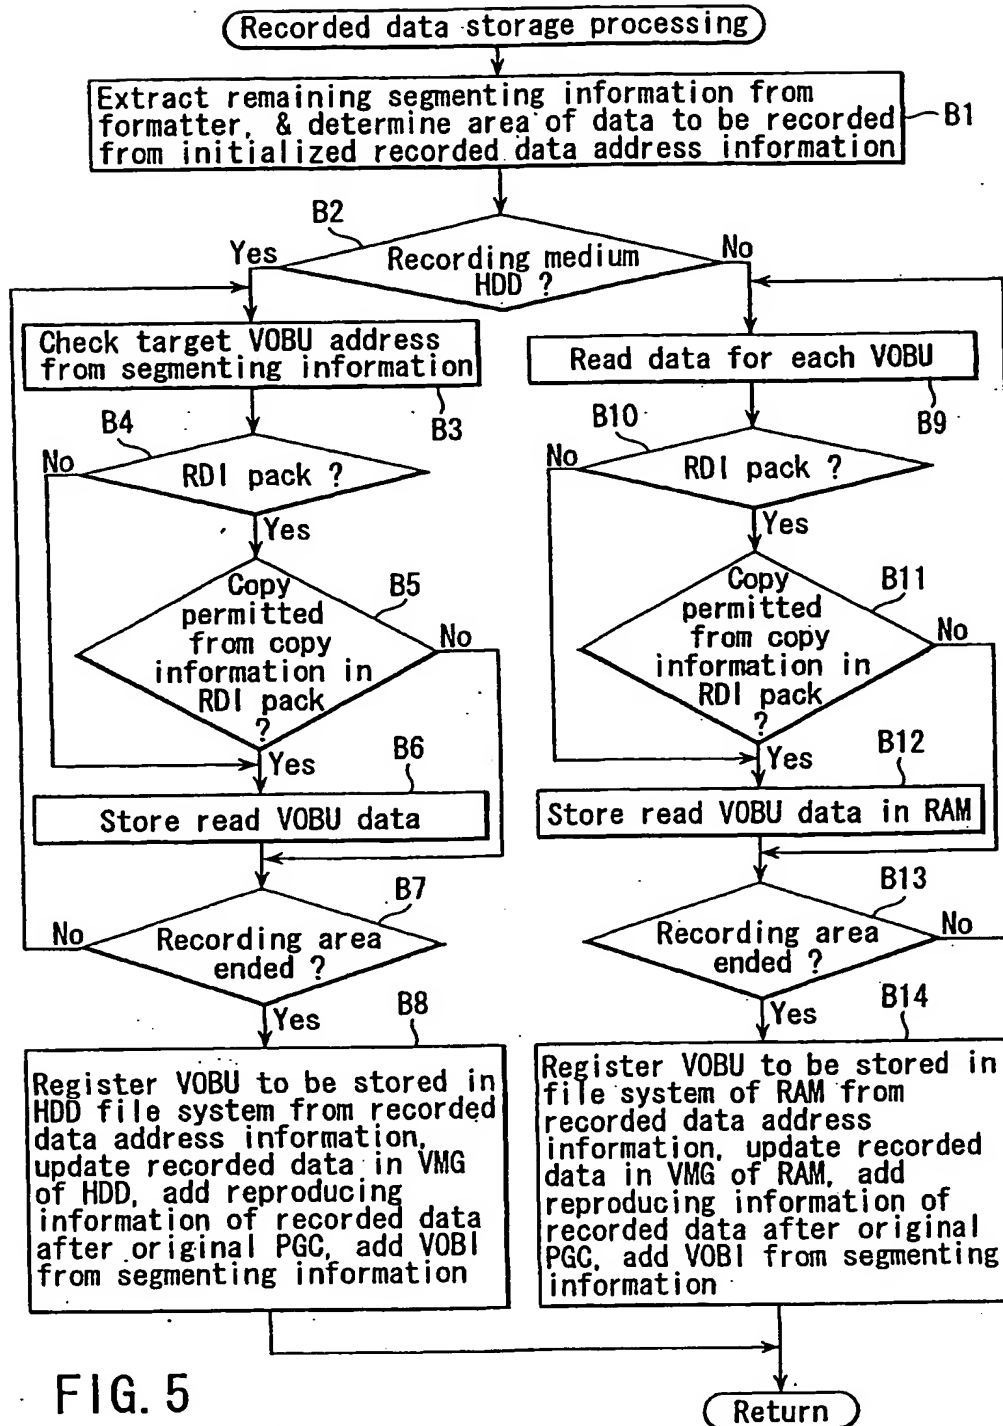 Recorded data storage processing
Extract remaining segmenting information from
formatter, & determine area of data to be recorded
from initialized recorded data address information
B1
B2
Yes
Recording medium
HDD ?
No
Check target VOBU address
from segmenting information
B3
B4
No
RDI pack ?
Yes
B5
Copy
permitted
from copy
information in
RDI pack
?
No
Yes
B6
Store read VOBU data
B7
No
Recording area
ended ?
Yes
B8
Register VOBU to be stored in
HDD file system from recorded
data address information,
update recorded data in VMG
of HDD, add reproducing
information of recorded data
after original PGC, add VOBI
from segmenting information
Read data for each VOBU
B9
B10
No
RDI pack ?
Yes
B11
Copy
permitted
from copy
information in
RDI pack
?
No
Yes
B12
Store read VOBU data in RAM
B13
Recording area
ended ?
No
Yes
B14
Register VOBU to be stored in
file system of RAM from
recorded data address
information, update recorded
data in VMG of RAM, add
reproducing information of
recorded data after original
PGC, add VOBI from segmenting
information
Return
FIG. 5